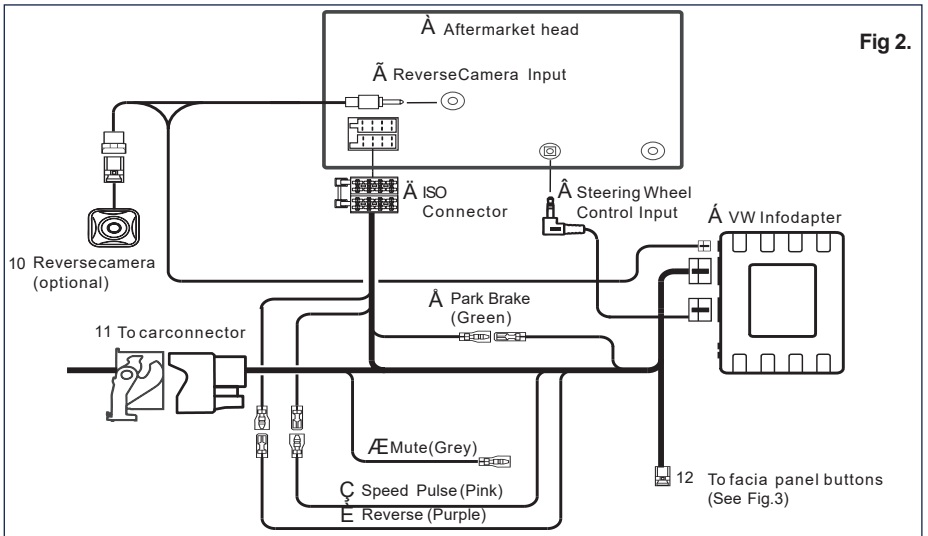 Fig 2.
À Aftermarket head
Ã ReverseCamera Input
Ä ISO
Connector
Â Steering Wheel
Control Input
Á VW Infodapter
10 Reversecamera
(optional)
Å Park Brake
(Green)
11 To carconnector
Æ Mute(Grey)
Ç Speed Pulse(Pink)
È Reverse (Purple)
12 To facia panel buttons
(See Fig.3)